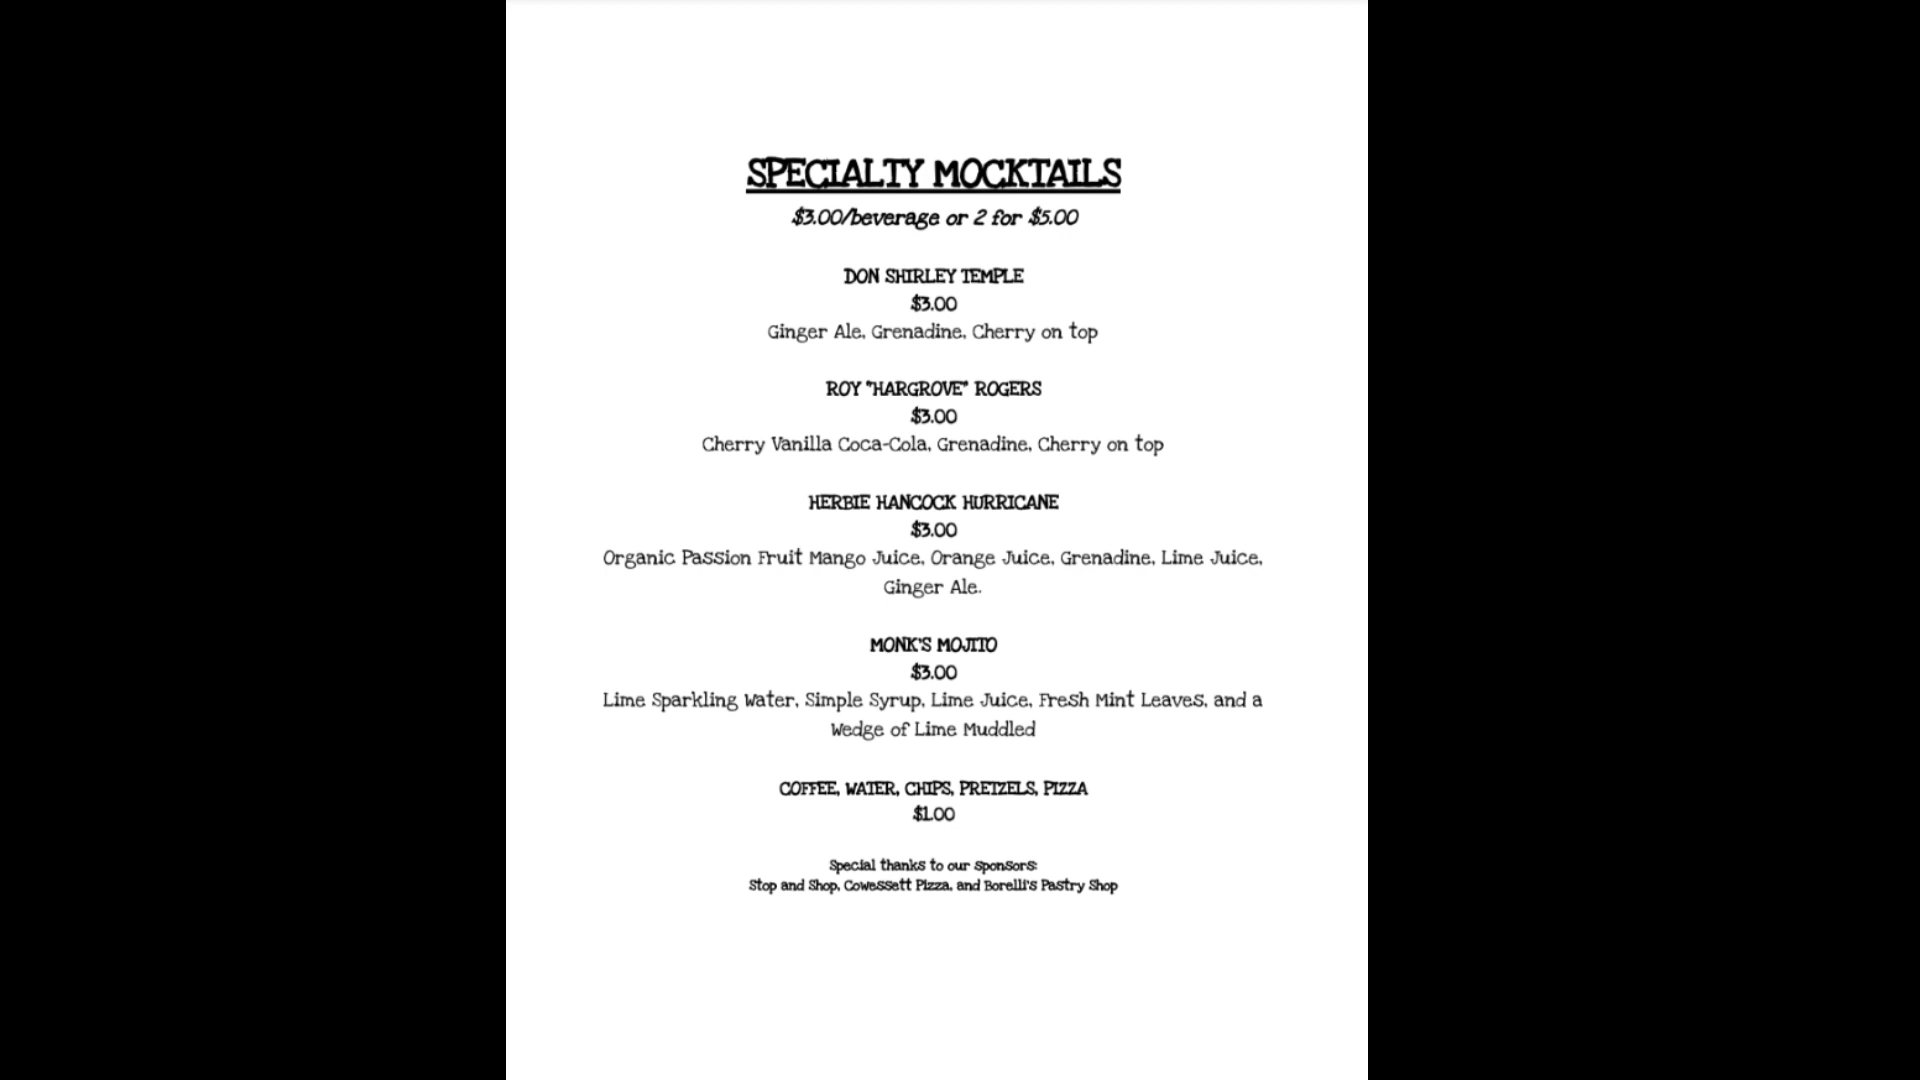 SPECIALTY MOCKTAILS
$3.00/beverage or 2 for $5.00
DON SHIRLEY TEMPLE
$3.00
Ginger Ale, Grenadine, Cherry on top
ROY "HARGROVE" ROGERS
$3.00
Cherry Vanilla Coca-Cola, Grenadine, Cherry on top
HERBIE HANCOCK HURRICANE
$3.00
Organic Passion Fruit Mango Juice, Orange Juice, Grenadine, Lime Juice,
Ginger Ale.
MONK'S MOJITO
$3.00
Lime Sparkling Water, Simple Syrup, Lime Juice, Fresh Mint Leaves, and a
Wedge of Lime Muddled
COFFEE, WATER, CHIPS, PRETZELS, PIZZA
$1.00
Special thanks to our sponsors:
Stop and Shop, Cowessett Pizza, and Borelli's Pastry Shop